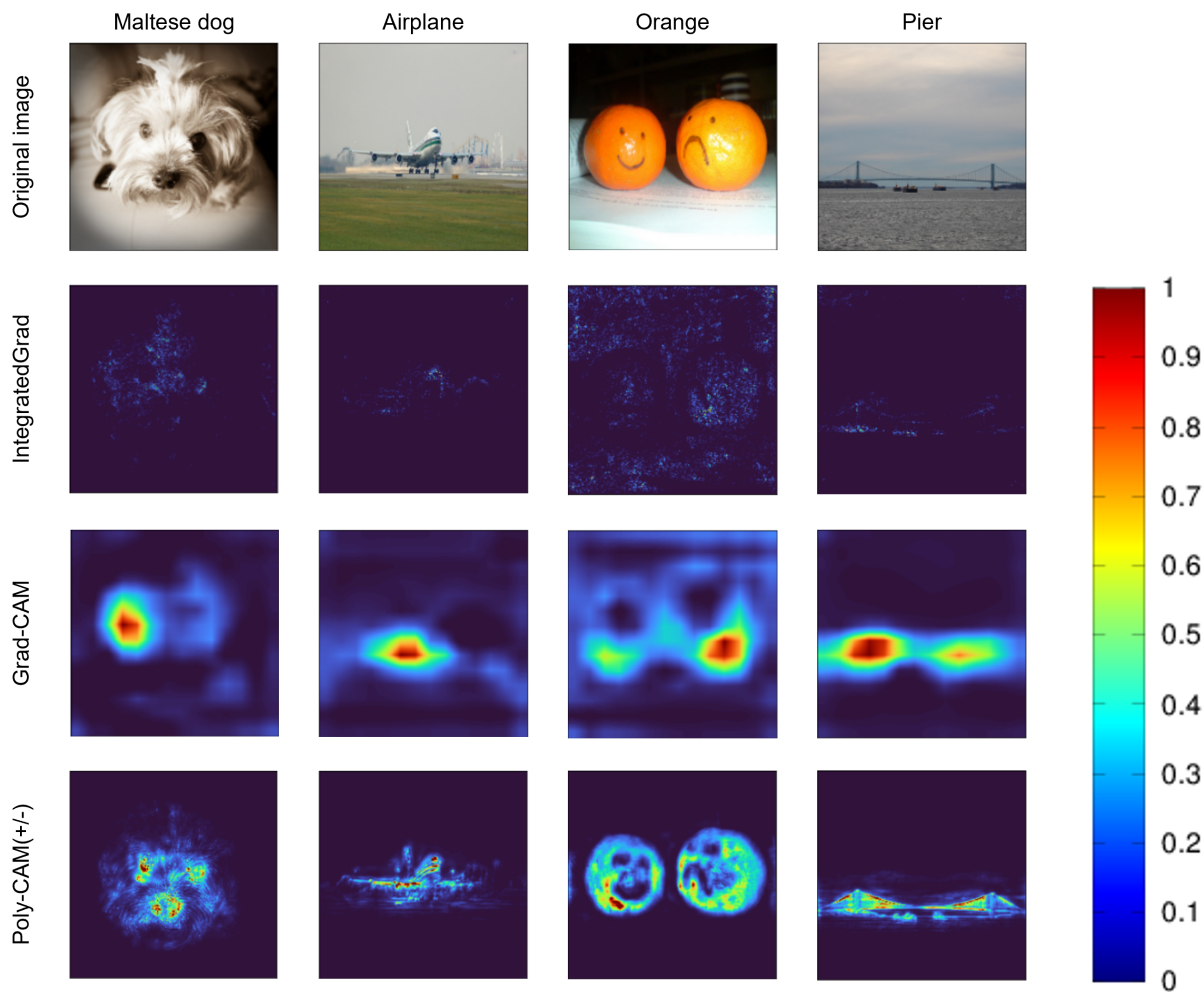 Maltese dog
Airplane
Orange
Pier
Original image
IntegratedGrad
Grad-CAM
Poly-CAM(+/-)
1
0.9
0.8
0.7
0.6
0.5
0.4
0.3
0.2
0.1
0